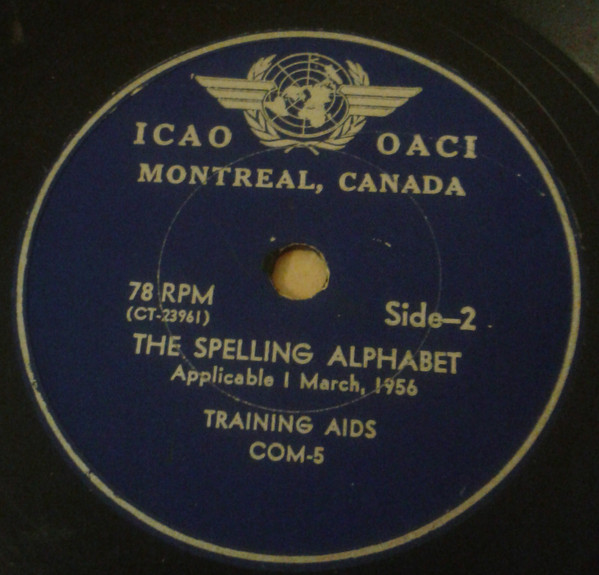 ICAO OACI
MONTREAL, CANADA
78 RPM
(CT-23961)
Side-2
THE SPELLING ALPHABET
Applicable 1 March, 1956
TRAINING AIDS
COM-5